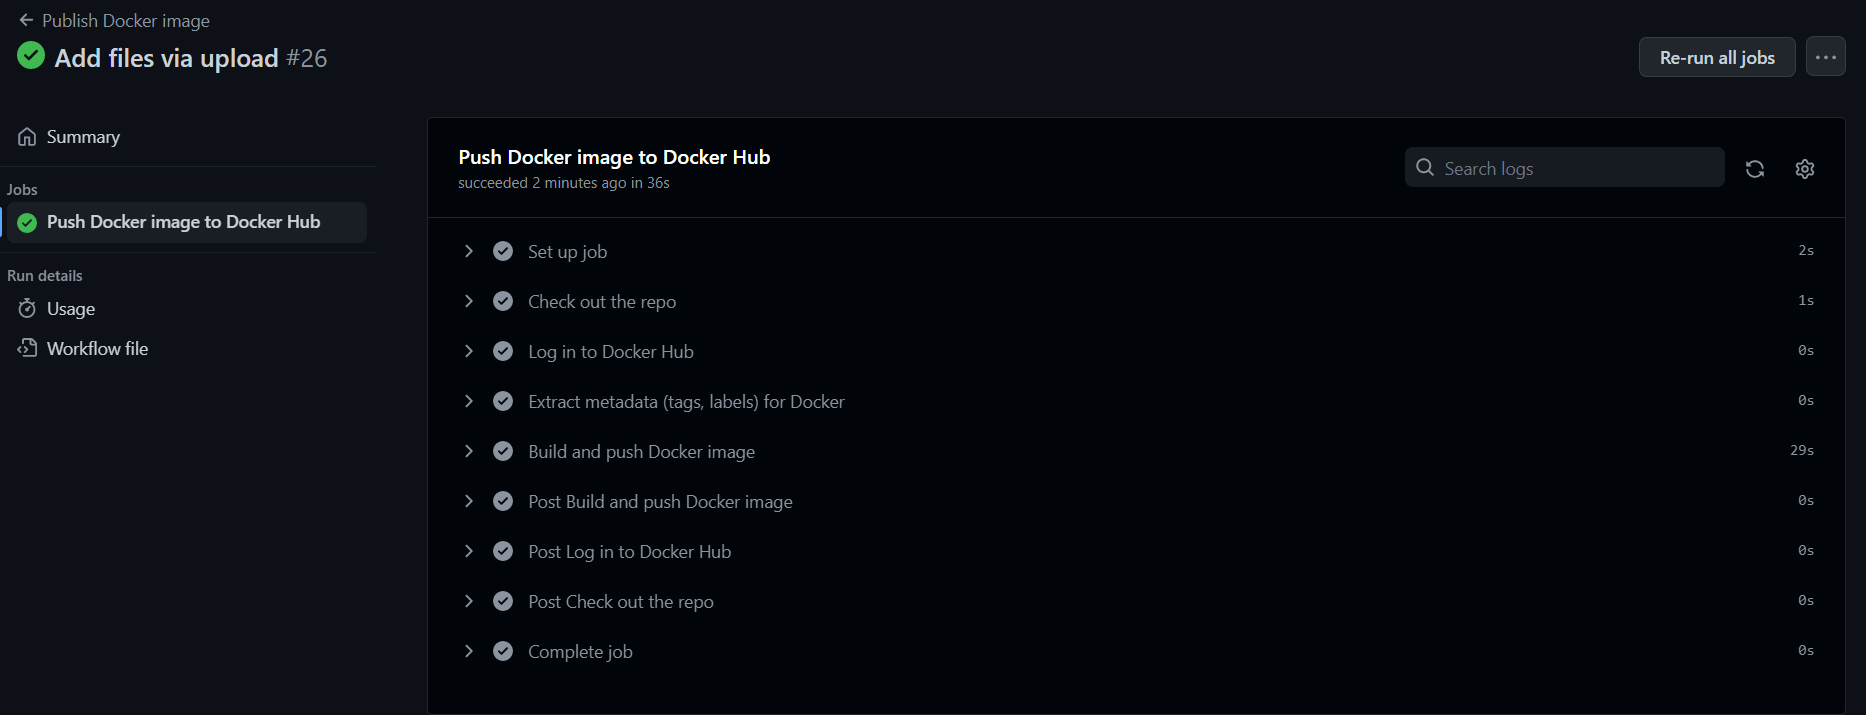 Publish Docker image
Add files via upload #26
Re-run all jobs
Summary
Jobs
Push Docker image to Docker Hub
Run details
Usage
Workflow file
Push Docker image to Docker Hub
succeeded 2 minutes ago in 36s
Search logs
Set up job 2s
Check out the repo 1s
Log in to Docker Hub 0s
Extract metadata (tags, labels) for Docker 0s
Build and push Docker image 29s
Post Build and push Docker image 0s
Post Log in to Docker Hub 0s
Post Check out the repo 0s
Complete job 0s